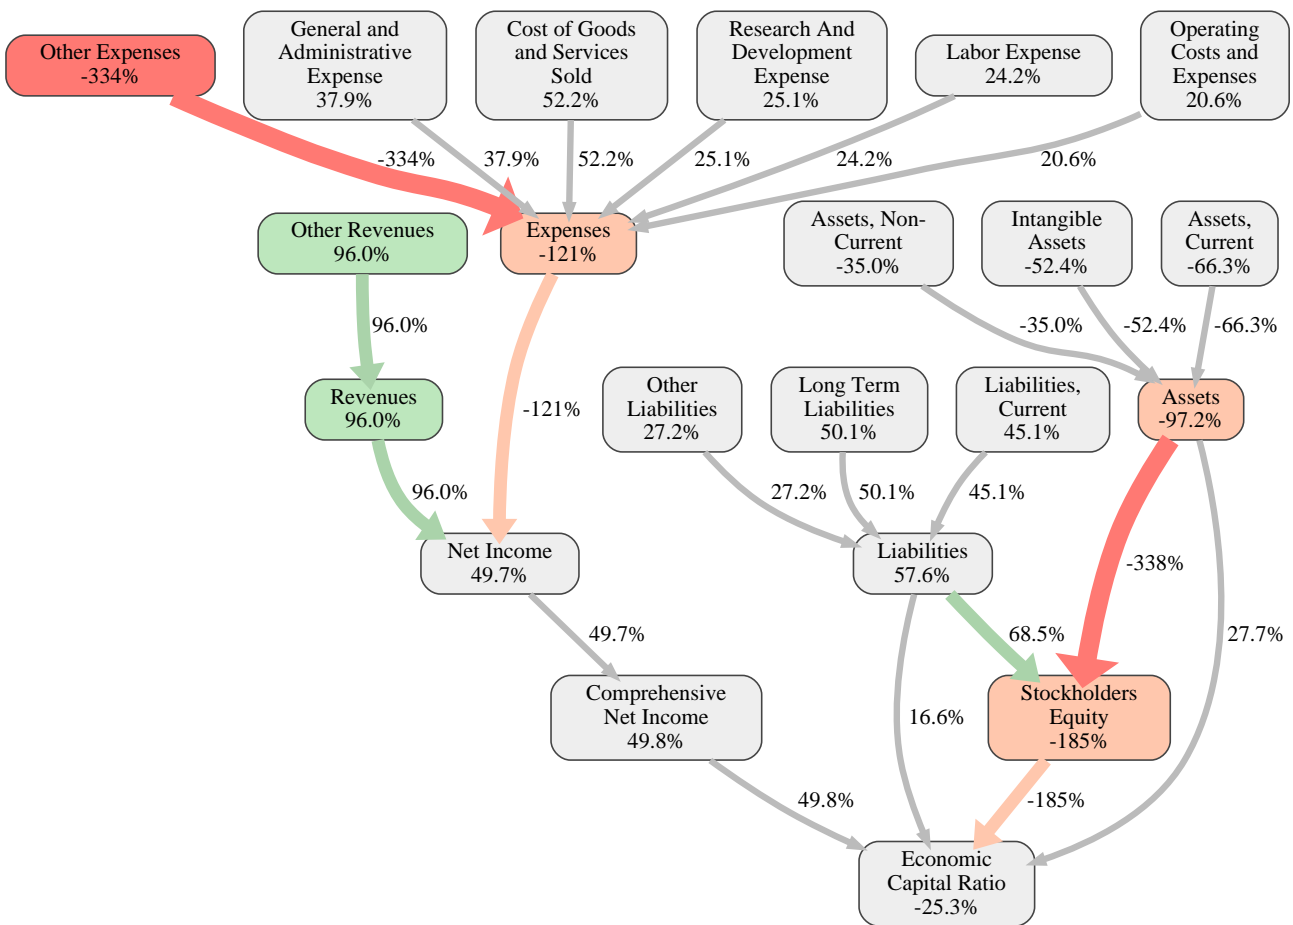 Other Expenses
-334%
General and
Administrative
Expense
37.9%
Cost of Goods
and Services
Sold
52.2%
Research And
Development
Expense
25.1%
Labor Expense
24.2%
Operating
Costs and
Expenses
20.6%
-334%
37.9%
52.2%
25.1%
24.2%
20.6%
Other Revenues
96.0%
Expenses
-121%
Assets, Non-
Current
-35.0%
Intangible
Assets
-52.4%
Assets,
Current
-66.3%
96.0%
-121%
-35.0%
-52.4%
-66.3%
Revenues
96.0%
Other
Liabilities
27.2%
Long Term
Liabilities
50.1%
Liabilities,
Current
45.1%
Assets
-97.2%
96.0%
27.2%
50.1%
45.1%
-338%
27.7%
Net Income
49.7%
Liabilities
57.6%
49.7%
68.5%
16.6%
Comprehensive
Net Income
49.8%
Stockholders
Equity
-185%
49.8%
-185%
Economic
Capital Ratio
-25.3%